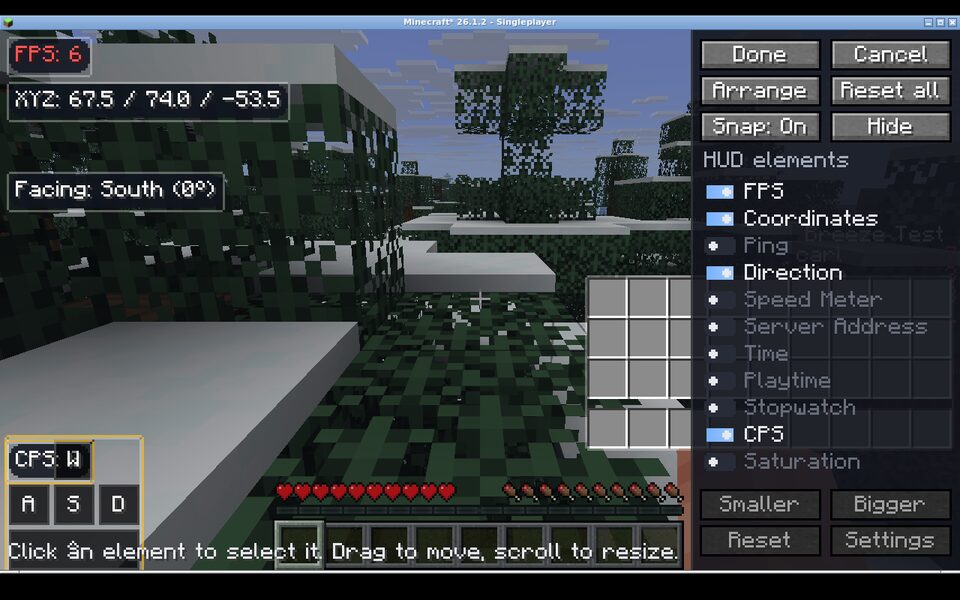 Minecraft* 26.1.2 - Singleplayer
FPS: 6
XYZ: 67.5 / 74.0 / -53.5
Facing: South (0°)
Done
Cancel
Arrange
Reset all
Snap: On
Hide
HUD elements
FPS
Coordinates
Ping
Direction
Speed Meter
Server Address
Time
Playtime
Stopwatch
CPS
Saturation
Smaller
Bigger
Reset
Settings
CPS: W
A S D
Click an element to select it. Drag to move, scroll to resize.